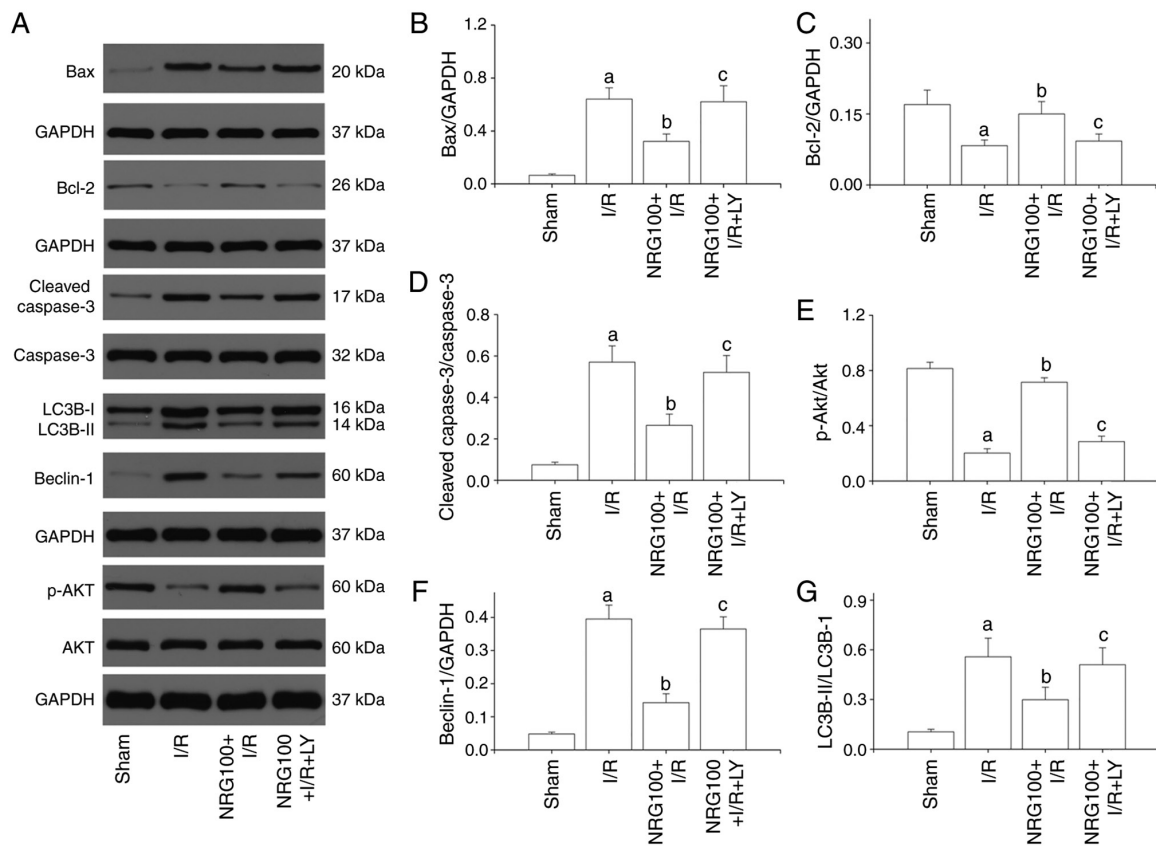 A
Bax
20 kDa
GAPDH
37 kDa
Bcl-2
26 kDa
GAPDH
37 kDa
Cleaved
caspase-3
17 kDa
Caspase-3
32 kDa
LC3B-I
16 kDa
LC3B-II
14 kDa
Beclin-1
60 kDa
GAPDH
37 kDa
p-AKT
60 kDa
AKT
60 kDa
GAPDH
37 kDa
Sham
I/R
NRG100+
I/R
NRG100
+I/R+LY
B
Bax/GAPDH
1.2
0.8
0.4
0.0
a
b
c
Sham
I/R
NRG100+
I/R
NRG100+
I/R+LY
C
Bcl-2/GAPDH
0.30
0.15
0.00
a
b
c
Sham
I/R
NRG100+
I/R
NRG100+
I/R+LY
D
Cleaved capase-3/caspase-3
0.8
0.6
0.4
0.2
0.0
a
b
c
Sham
I/R
NRG100+
I/R
NRG100+
I/R+LY
E
p-Akt/Akt
1.2
0.8
0.4
0.0
a
b
c
Sham
I/R
NRG100+
I/R
NRG100+
I/R+LY
F
Beclin-1/GAPDH
0.4
0.3
0.2
0.1
0.0
a
b
c
Sham
I/R
NRG100+
I/R
NRG100
+I/R+LY
G
LC3B-II/LC3B-1
0.9
0.6
0.3
0.0
a
b
c
Sham
I/R
NRG100+
I/R
NRG100+
I/R+LY